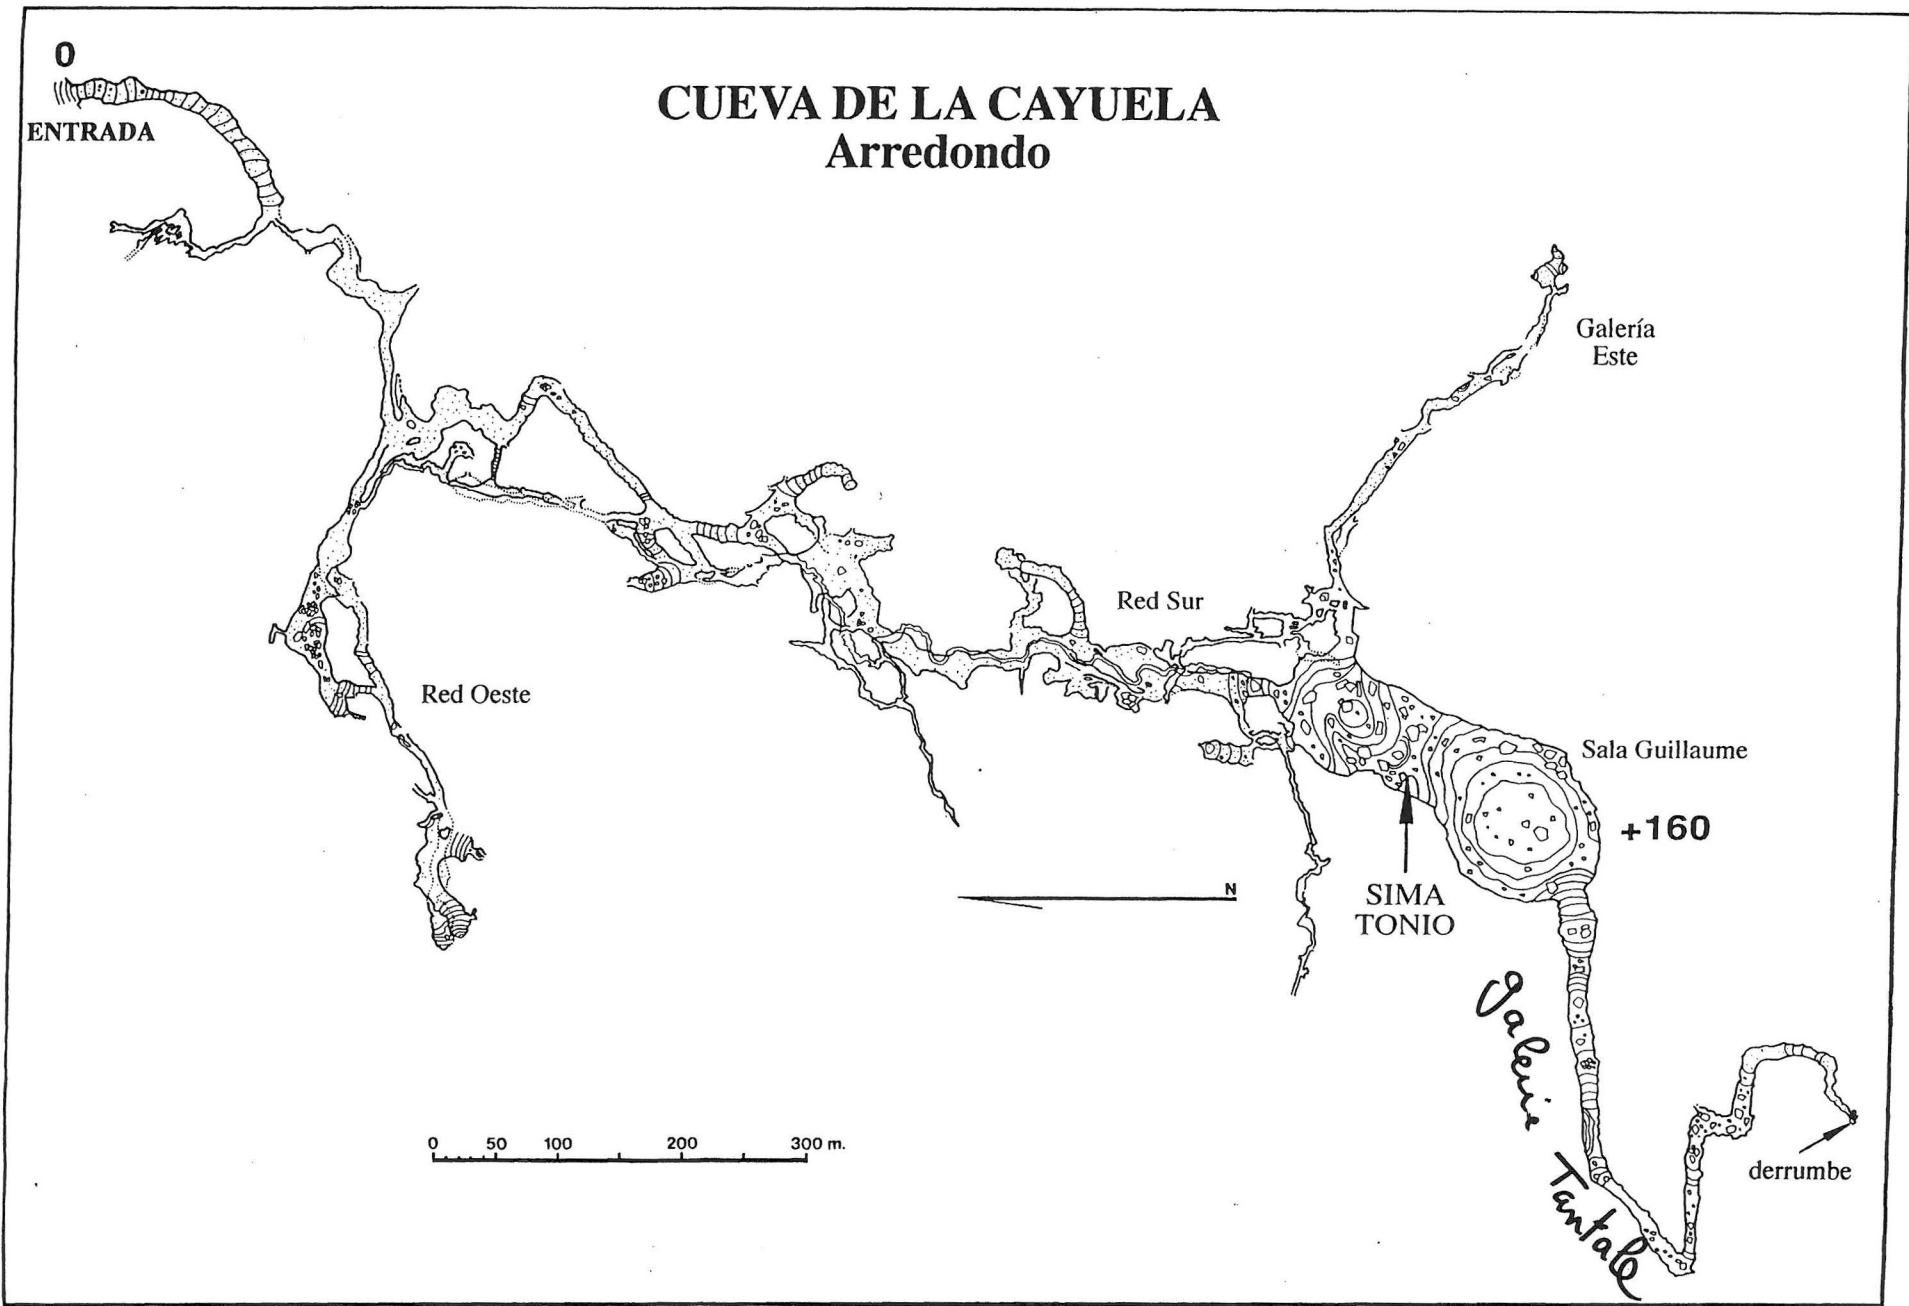 0
ENTRADA
CUEVA DE LA CAYUELA
Arredondo
Galería
Este
Red Sur
Red Oeste
Sala Guillaume
+160
N
SIMA
TONIO
galerie Tantale
0 50 100 200 300 m.
derrumbe